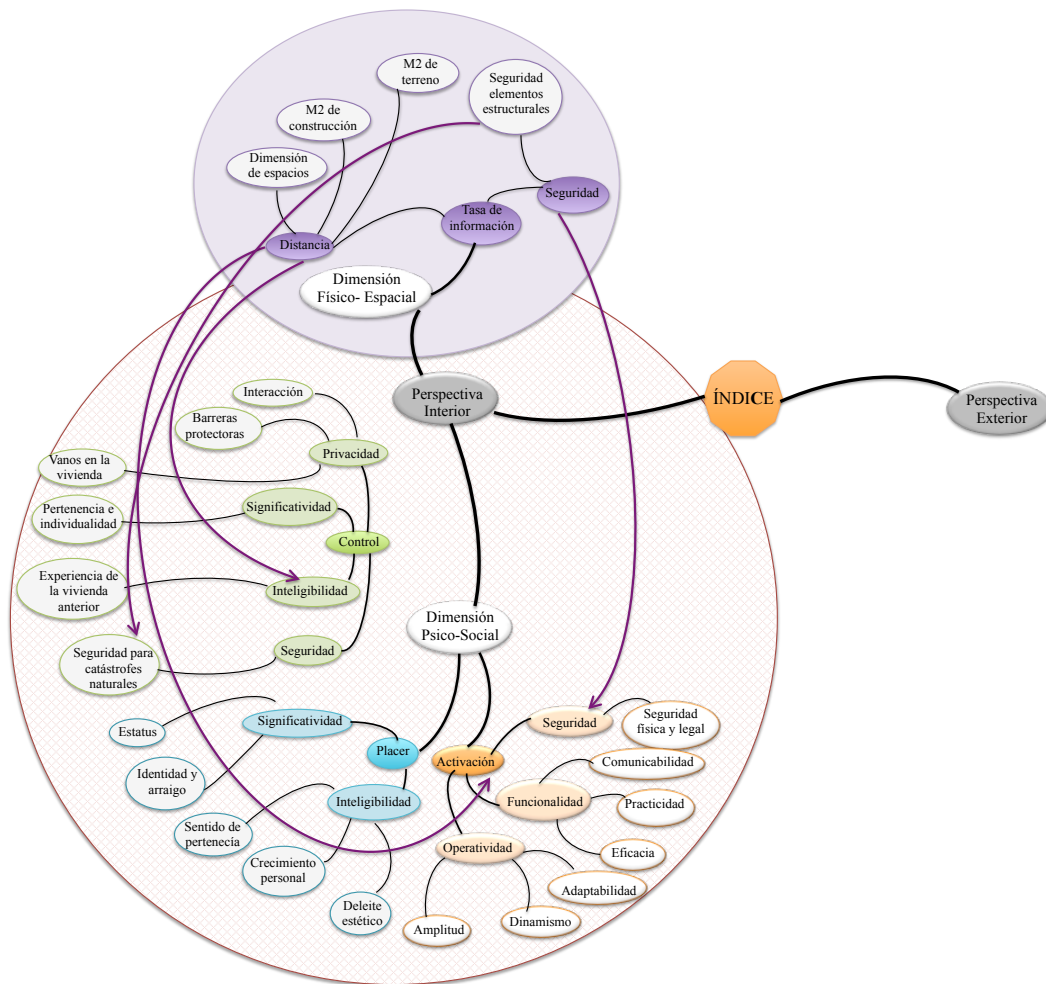 M2 de
terreno
Seguridad
elementos
estructurales
M2 de
construcción
Dimensión
de espacios
Seguridad
Tasa de
información
Distancia
Dimensión
Físico- Espacial
Perspectiva
Interior
ÍNDICE
Perspectiva
Exterior
Interacción
Barreras
protectoras
Privacidad
Vanos en la
vivienda
Significatividad
Pertenencia e
individualidad
Control
Experiencia de
la vivienda
anterior
Inteligibilidad
Dimensión
Psico-Social
Seguridad
Seguridad para
catástrofes
naturales
Significatividad
Estatus
Placer
Identidad y
arraigo
Inteligibilidad
Sentido de
pertenecía
Crecimiento
personal
Deleite
estético
Activación
Seguridad
Seguridad
física y legal
Comunicabilidad
Funcionalidad
Practicidad
Eficacia
Operatividad
Adaptabilidad
Dinamismo
Amplitud